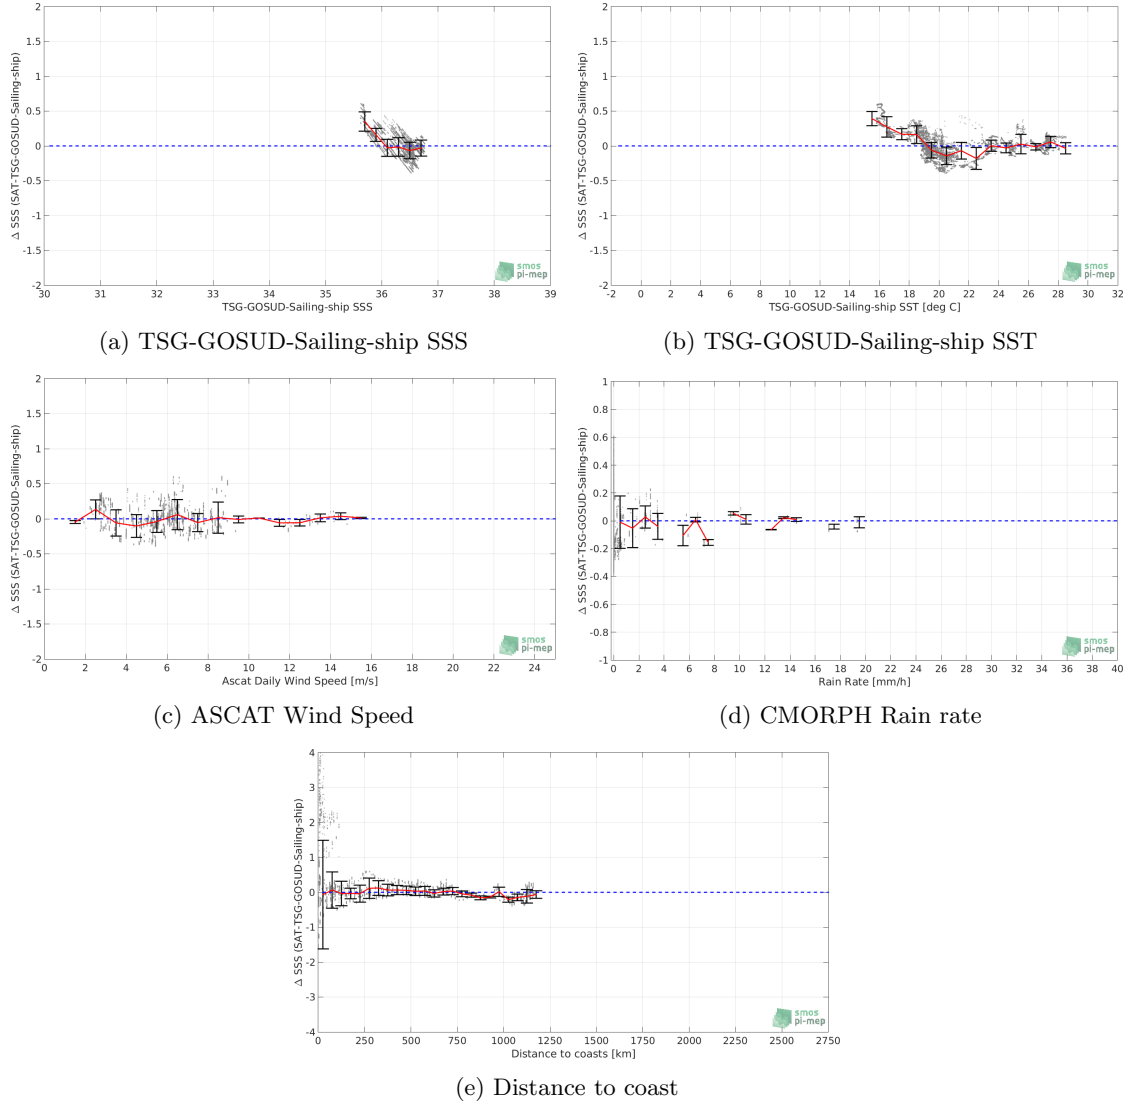 2
1.5
1
0.5
0
-0.5
-1
-1.5
-2
Δ SSS (SAT-TSG-GOSUD-Sailing-ship)
30 31 32 33 34 35 36 37 38 39
TSG-GOSUD-Sailing-ship SSS
smos
pi-mep
(a) TSG-GOSUD-Sailing-ship SSS
2
1.5
1
0.5
0
-0.5
-1
-1.5
-2
Δ SSS (SAT-TSG-GOSUD-Sailing-ship)
-2 0 2 4 6 8 10 12 14 16 18 20 22 24 26 28 30 32
TSG-GOSUD-Sailing-ship SST [deg C]
smos
pi-mep
(b) TSG-GOSUD-Sailing-ship SST
2
1.5
1
0.5
0
-0.5
-1
-1.5
-2
Δ SSS (SAT-TSG-GOSUD-Sailing-ship)
0 2 4 6 8 10 12 14 16 18 20 22 24
Ascat Daily Wind Speed [m/s]
smos
pi-mep
(c) ASCAT Wind Speed
1
0.8
0.6
0.4
0.2
0
-0.2
-0.4
-0.6
-0.8
-1
Δ SSS (SAT-TSG-GOSUD-Sailing-ship)
0 2 4 6 8 10 12 14 16 18 20 22 24 26 28 30 32 34 36 38 40
Rain Rate [mm/h]
smos
pi-mep
(d) CMORPH Rain rate
4
3
2
1
0
-1
-2
-3
-4
Δ SSS (SAT-TSG-GOSUD-Sailing-ship)
0 250 500 750 1000 1250 1500 1750 2000 2250 2500 2750
Distance to coasts [km]
smos
pi-mep
(e) Distance to coast